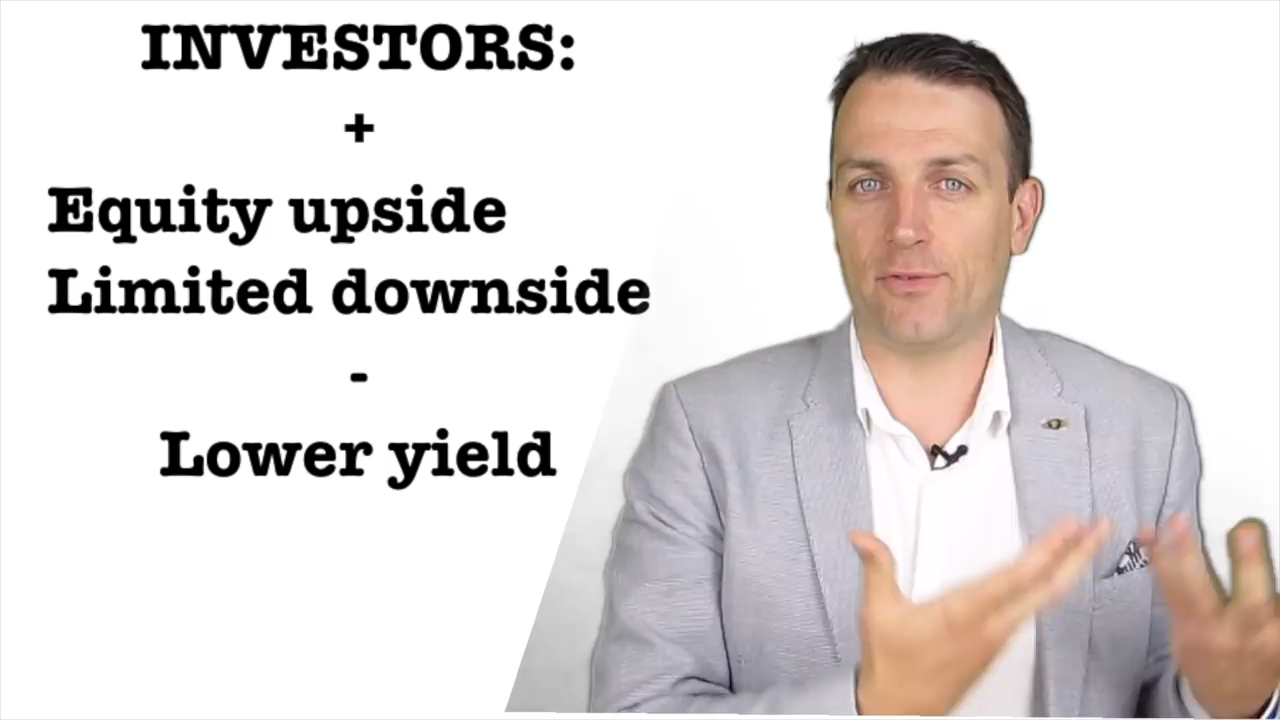 INVESTORS:
+
Equity upside
Limited downside
-
Lower yield